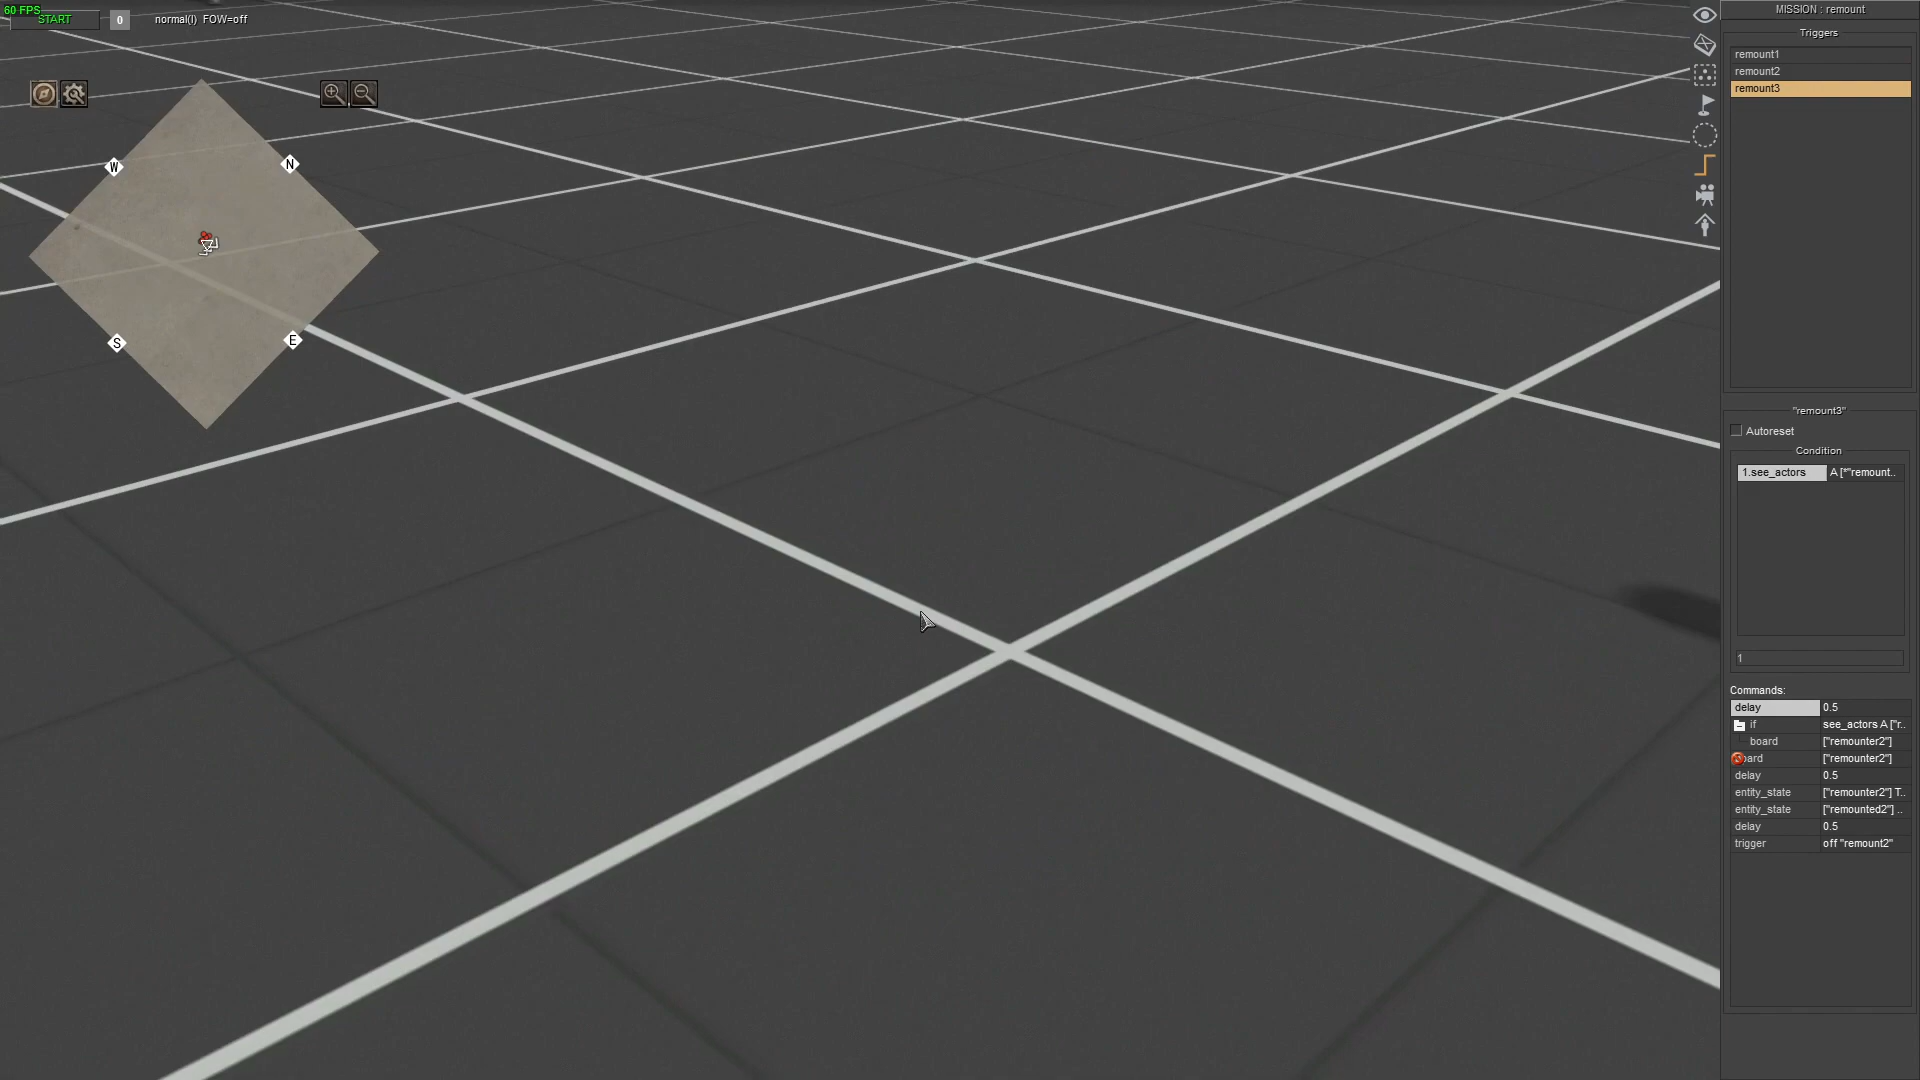 60 FPS
START
0
normal(I) FOW=off
W
N
S
E
MISSION : remount
Triggers
remount1
remount2
remount3
"remount3"
Autoreset
Condition
1.see_actors A [*"remount..
1
Commands:
delay 0.5
if see_actors A ["r..
board ["remounter2"]
ard ["remounter2"]
delay 0.5
entity_state ["remounter2"] T..
entity_state ["remounted2"] ..
delay 0.5
trigger off "remount2"